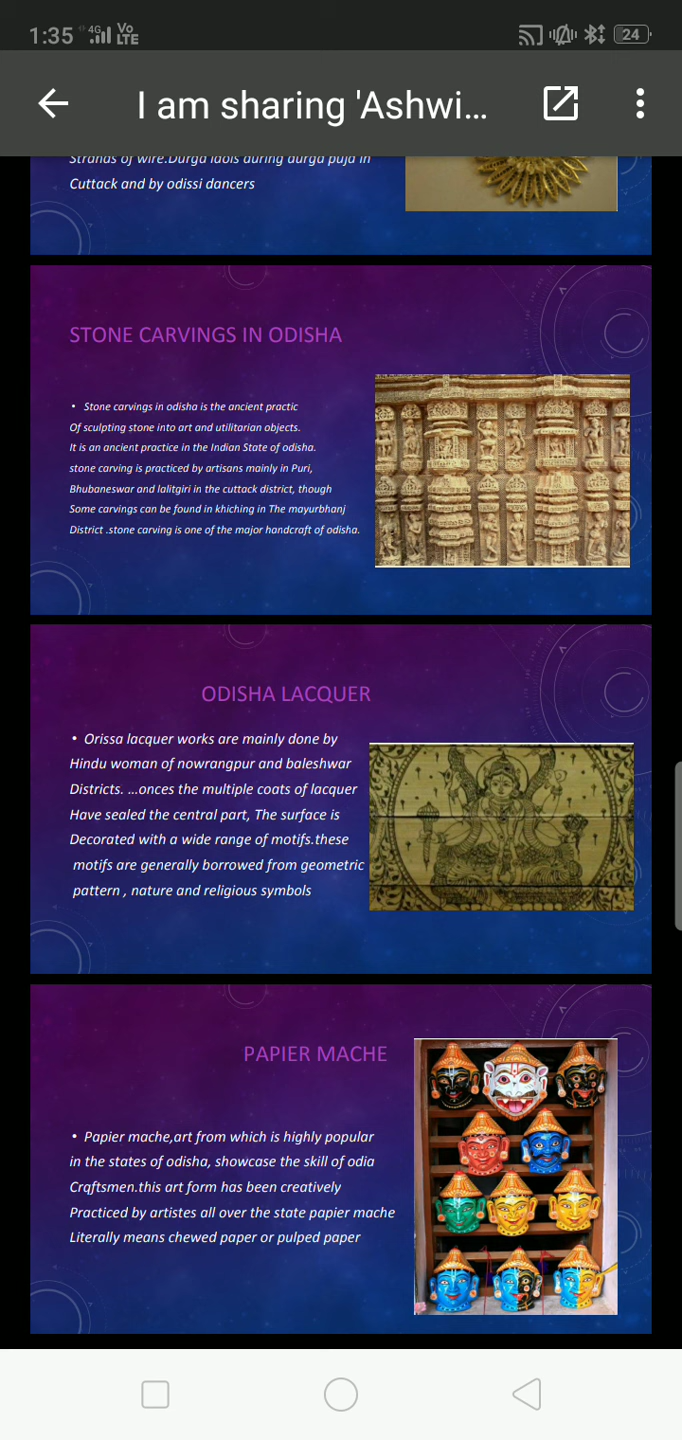 1:35 4G Vo LTE 24
I am sharing 'Ashwi...
Strands of wire.Durga idols during durga puja in
Cuttack and by odissi dancers
STONE CARVINGS IN ODISHA
• Stone carvings in odisha is the ancient practic
Of sculpting stone into art and utilitarian objects.
It is an ancient practice in the Indian State of odisha.
stone carving is practiced by artisans mainly in Puri,
Bhubaneswar and lalitgiri in the cuttack district, though
Some carvings can be found in khiching in The mayurbhanj
District .stone carving is one of the major handcraft of odisha.
ODISHA LACQUER
• Orissa lacquer works are mainly done by
Hindu woman of nowrangpur and baleshwar
Districts. ...onces the multiple coats of lacquer
Have sealed the central part, The surface is
Decorated with a wide range of motifs.these
motifs are generally borrowed from geometric
pattern , nature and religious symbols
PAPIER MACHE
• Papier mache,art from which is highly popular
in the states of odisha, showcase the skill of odia
Crqftsmen.this art form has been creatively
Practiced by artistes all over the state papier mache
Literally means chewed paper or pulped paper